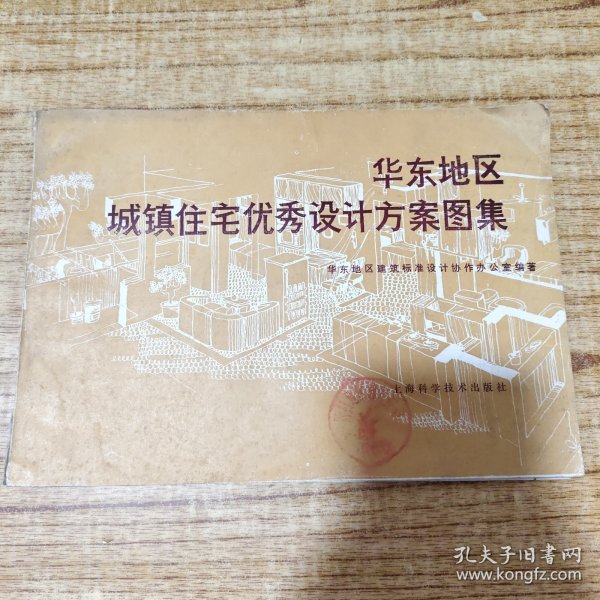 华东地区
城镇住宅优秀设计方案图集
华东地区建筑标准设计协作办公室编著
上海科学技术出版社
孔夫子旧书网
www.kongfz.com